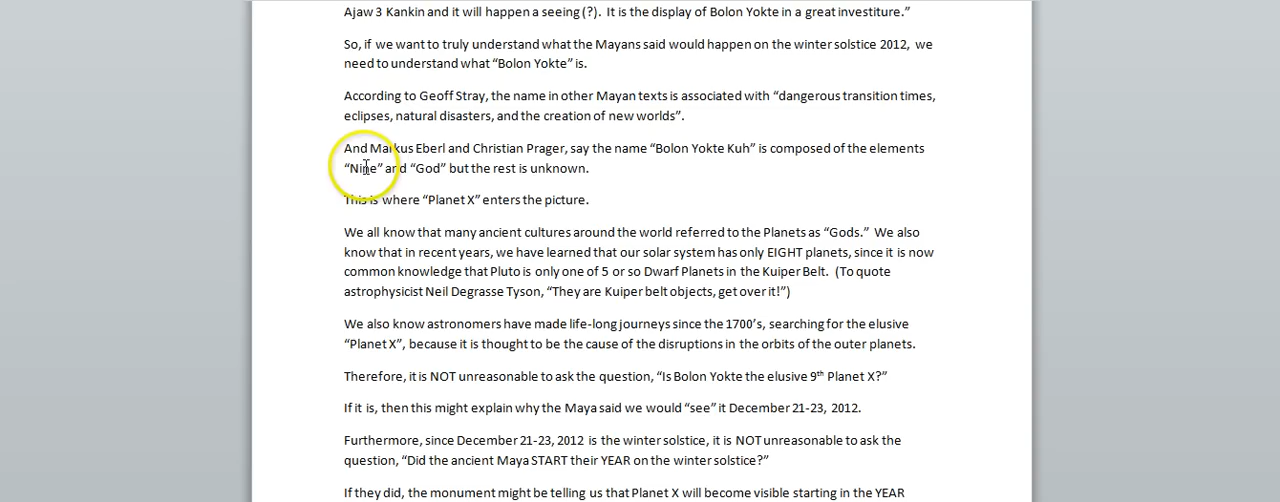 Ajaw 3 Kankin and it will happen a seeing (?). It is the display of Bolon Yokte in a great investiture.”
So, if we want to truly understand what the Mayans said would happen on the winter solstice 2012, we
need to understand what “Bolon Yokte” is.
According to Geoff Stray, the name in other Mayan texts is associated with “dangerous transition times,
eclipses, natural disasters, and the creation of new worlds”.
And Markus Eberl and Christian Prager, say the name “Bolon Yokte Kuh” is composed of the elements
“Nine” and “God” but the rest is unknown.
This is where “Planet X” enters the picture.
We all know that many ancient cultures around the world referred to the Planets as “Gods.” We also
know that in recent years, we have learned that our solar system has only EIGHT planets, since it is now
common knowledge that Pluto is only one of 5 or so Dwarf Planets in the Kuiper Belt. (To quote
astrophysicist Neil Degrasse Tyson, “They are Kuiper belt objects, get over it!”)
We also know astronomers have made life-long journeys since the 1700’s, searching for the elusive
“Planet X”, because it is thought to be the cause of the disruptions in the orbits of the outer planets.
Therefore, it is NOT unreasonable to ask the question, “Is Bolon Yokte the elusive 9th Planet X?”
If it is, then this might explain why the Maya said we would “see” it December 21-23, 2012.
Furthermore, since December 21-23, 2012 is the winter solstice, it is NOT unreasonable to ask the
question, “Did the ancient Maya START their YEAR on the winter solstice?”
If they did, the monument might be telling us that Planet X will become visible starting in the YEAR